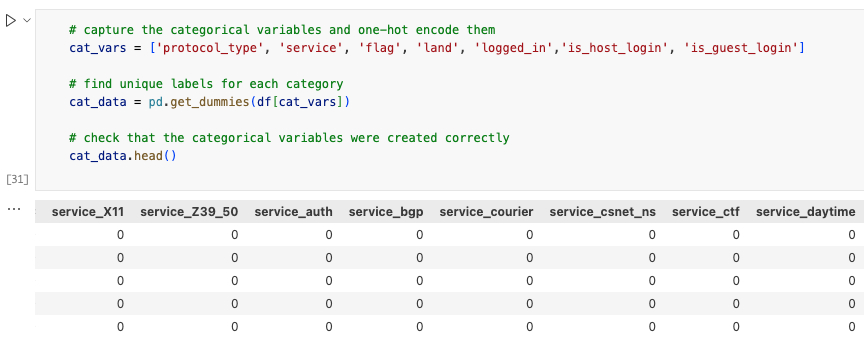 # capture the categorical variables and one-hot encode them
cat_vars = ['protocol_type', 'service', 'flag', 'land', 'logged_in','is_host_login', 'is_guest_login']
# find unique labels for each category
cat_data = pd.get_dummies(df[cat_vars])
# check that the categorical variables were created correctly
cat_data.head()
[31]
... service_X11 service_Z39_50 service_auth service_bgp service_courier service_csnet_ns service_ctf service_daytime
0 0 0 0 0 0 0 0
0 0 0 0 0 0 0 0
0 0 0 0 0 0 0 0
0 0 0 0 0 0 0 0
0 0 0 0 0 0 0 0